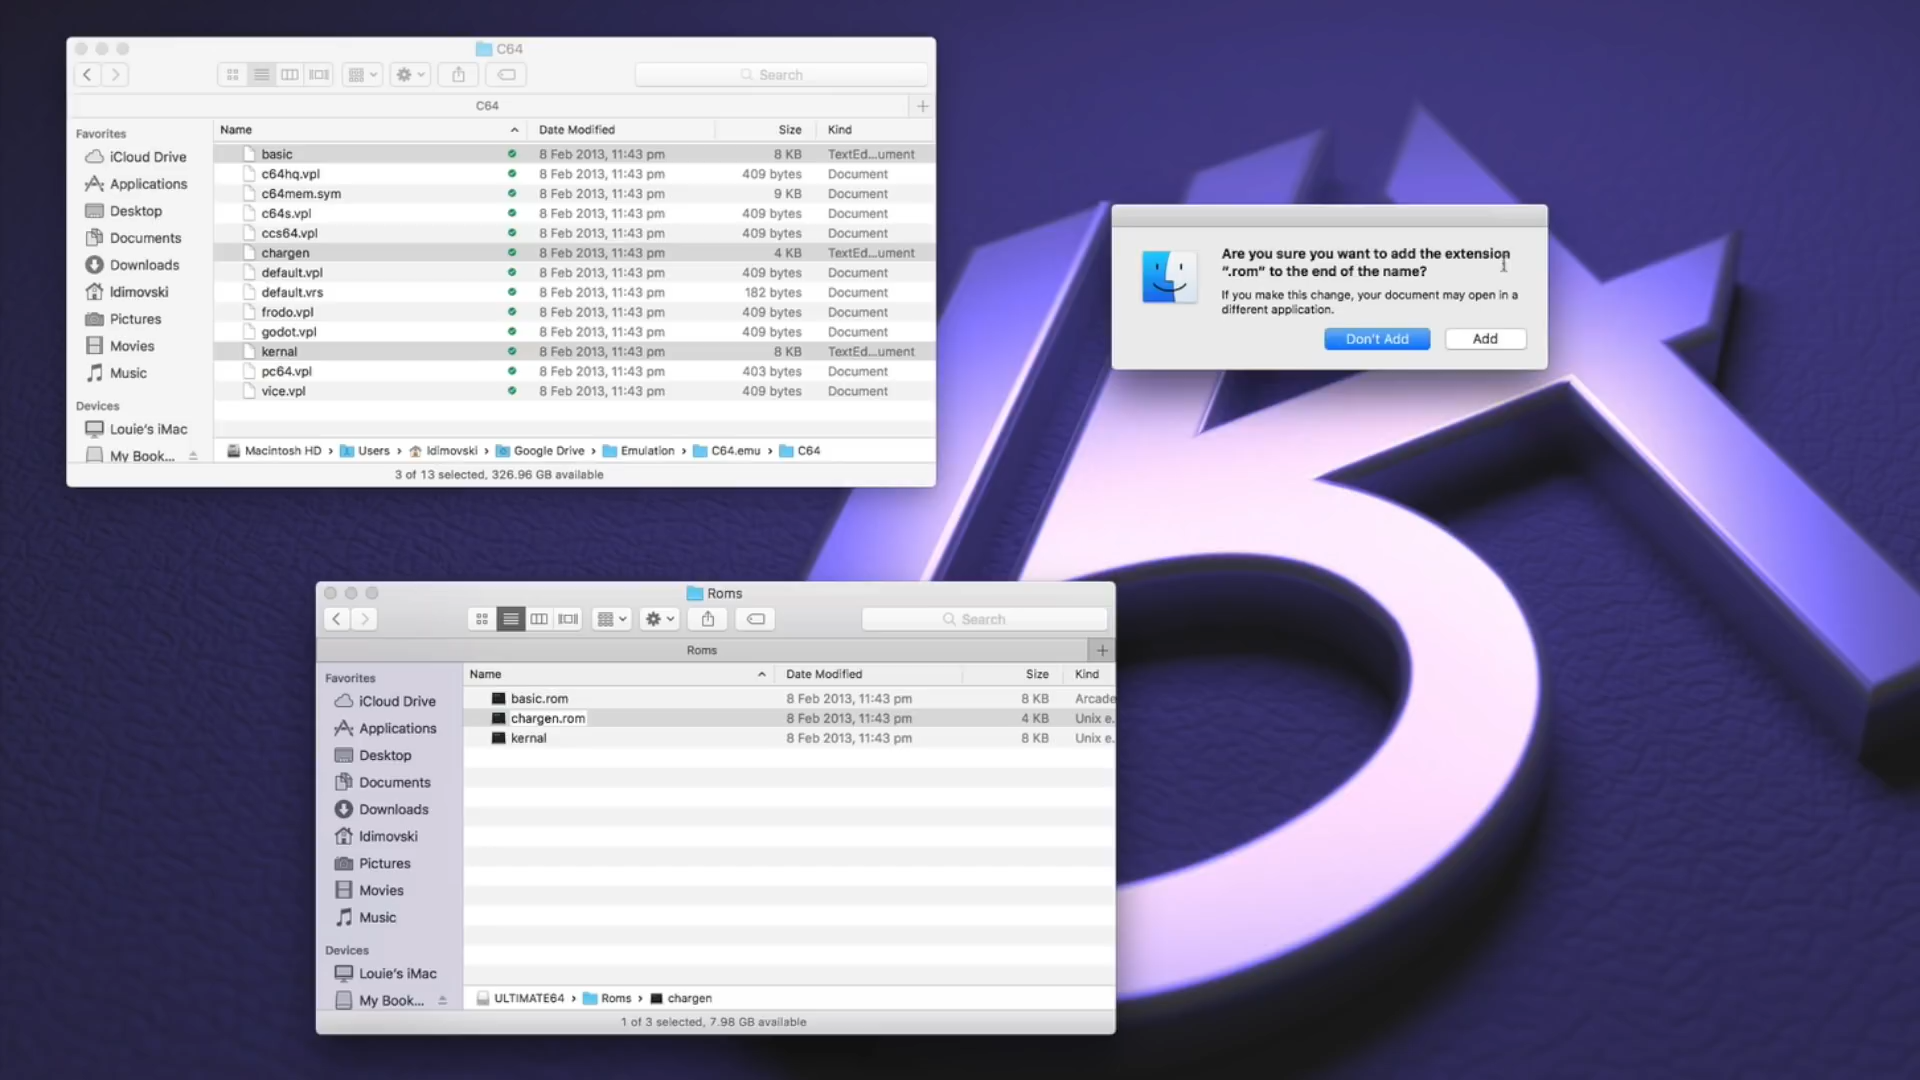 C64
Search
C64
+
Favorites
iCloud Drive
Applications
Desktop
Documents
Downloads
ldimovski
Pictures
Movies
Music
Devices
Louie's iMac
My Book...
Name Date Modified Size Kind
basic 8 Feb 2013, 11:43 pm 8 KB TextEd...ument
c64hq.vpl 8 Feb 2013, 11:43 pm 409 bytes Document
c64mem.sym 8 Feb 2013, 11:43 pm 9 KB Document
c64s.vpl 8 Feb 2013, 11:43 pm 409 bytes Document
ccs64.vpl 8 Feb 2013, 11:43 pm 409 bytes Document
chargen 8 Feb 2013, 11:43 pm 4 KB TextEd...ument
default.vpl 8 Feb 2013, 11:43 pm 409 bytes Document
default.vrs 8 Feb 2013, 11:43 pm 182 bytes Document
frodo.vpl 8 Feb 2013, 11:43 pm 409 bytes Document
godot.vpl 8 Feb 2013, 11:43 pm 409 bytes Document
kernal 8 Feb 2013, 11:43 pm 8 KB TextEd...ument
pc64.vpl 8 Feb 2013, 11:43 pm 403 bytes Document
vice.vpl 8 Feb 2013, 11:43 pm 409 bytes Document
Macintosh HD › Users › ldimovski › Google Drive › Emulation › C64.emu › C64
3 of 13 selected, 326.96 GB available
Are you sure you want to add the extension
“.rom” to the end of the name?
If you make this change, your document may open in a
different application.
Don't Add Add
Roms
Search
Roms
+
Favorites
iCloud Drive
Applications
Desktop
Documents
Downloads
ldimovski
Pictures
Movies
Music
Devices
Louie's iMac
My Book...
Name Date Modified Size Kind
basic.rom 8 Feb 2013, 11:43 pm 8 KB Arcade
chargen.rom 8 Feb 2013, 11:43 pm 4 KB Unix e.
kernal 8 Feb 2013, 11:43 pm 8 KB Unix e.
ULTIMATE64 › Roms › chargen
1 of 3 selected, 7.98 GB available